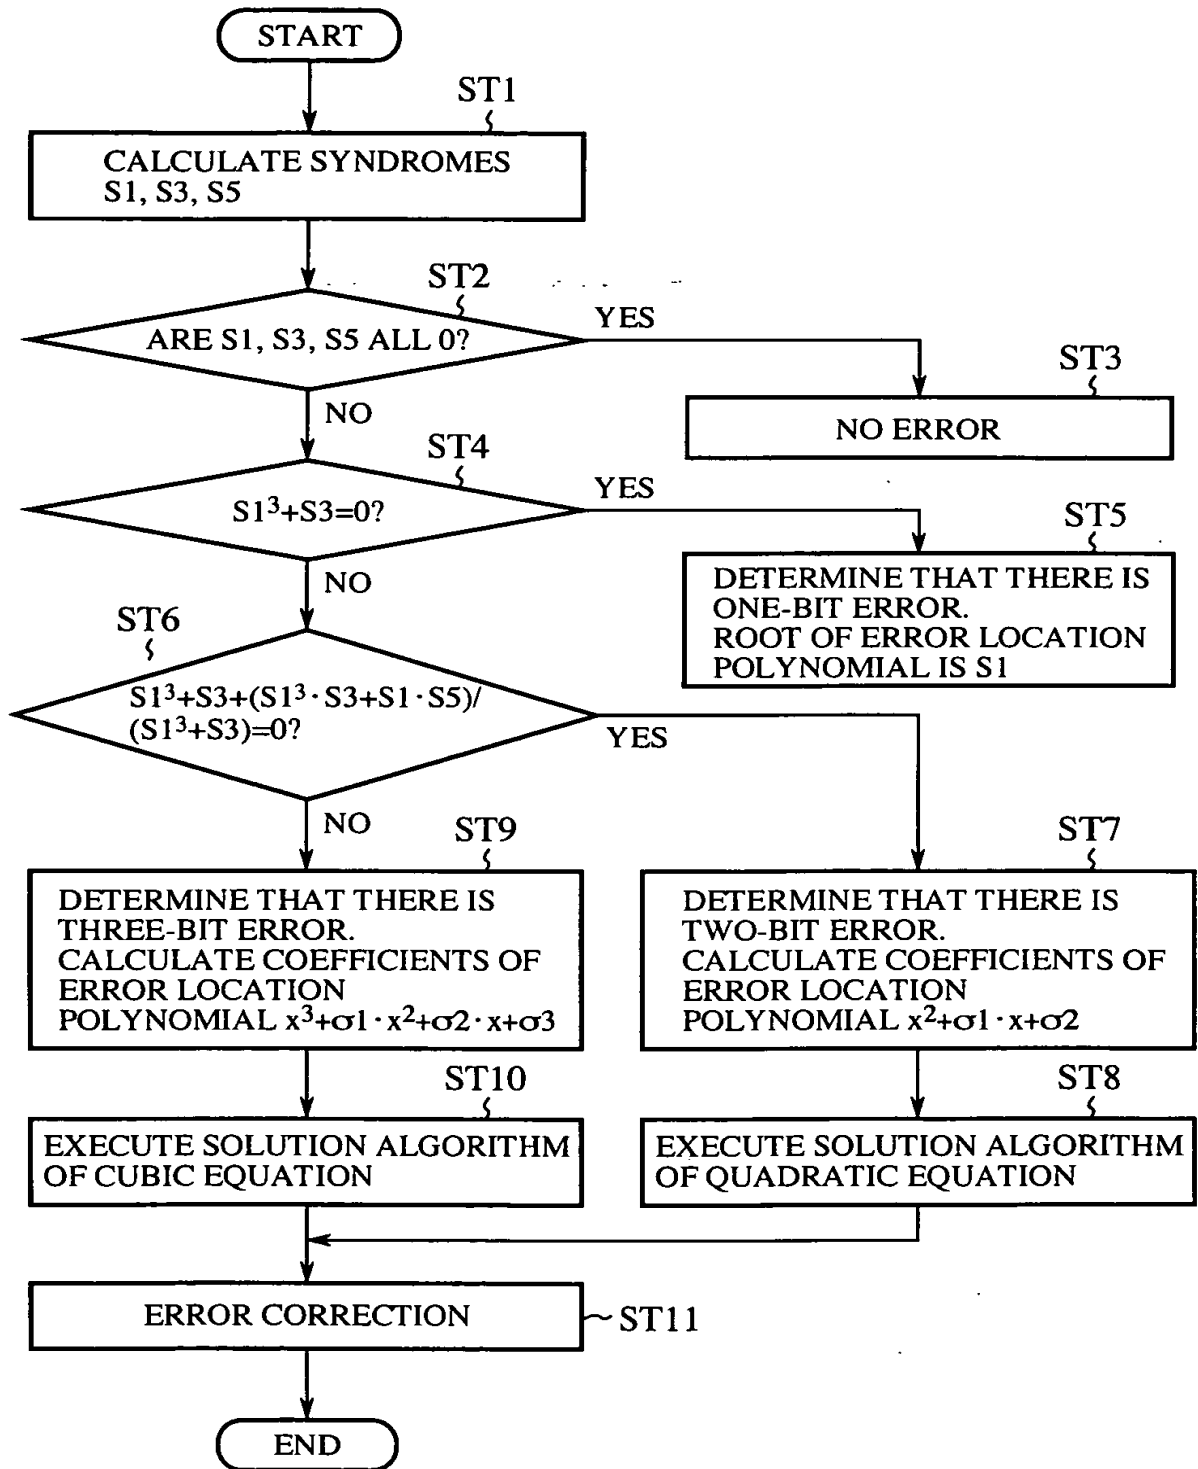 START
ST1
CALCULATE SYNDROMES
S1, S3, S5
ST2
ARE S1, S3, S5 ALL 0?
YES
NO
ST3
NO ERROR
ST4
S1³+S3=0?
YES
NO
ST5
DETERMINE THAT THERE IS
ONE-BIT ERROR.
ROOT OF ERROR LOCATION
POLYNOMIAL IS S1
ST6
S1³+S3+(S1³·S3+S1·S5)/
(S1³+S3)=0?
YES
NO
ST9
DETERMINE THAT THERE IS
THREE-BIT ERROR.
CALCULATE COEFFICIENTS OF
ERROR LOCATION
POLYNOMIAL x³+σ1·x²+σ2·x+σ3
ST7
DETERMINE THAT THERE IS
TWO-BIT ERROR.
CALCULATE COEFFICIENTS OF
ERROR LOCATION
POLYNOMIAL x²+σ1·x+σ2
ST10
EXECUTE SOLUTION ALGORITHM
OF CUBIC EQUATION
ST8
EXECUTE SOLUTION ALGORITHM
OF QUADRATIC EQUATION
ERROR CORRECTION
ST11
END